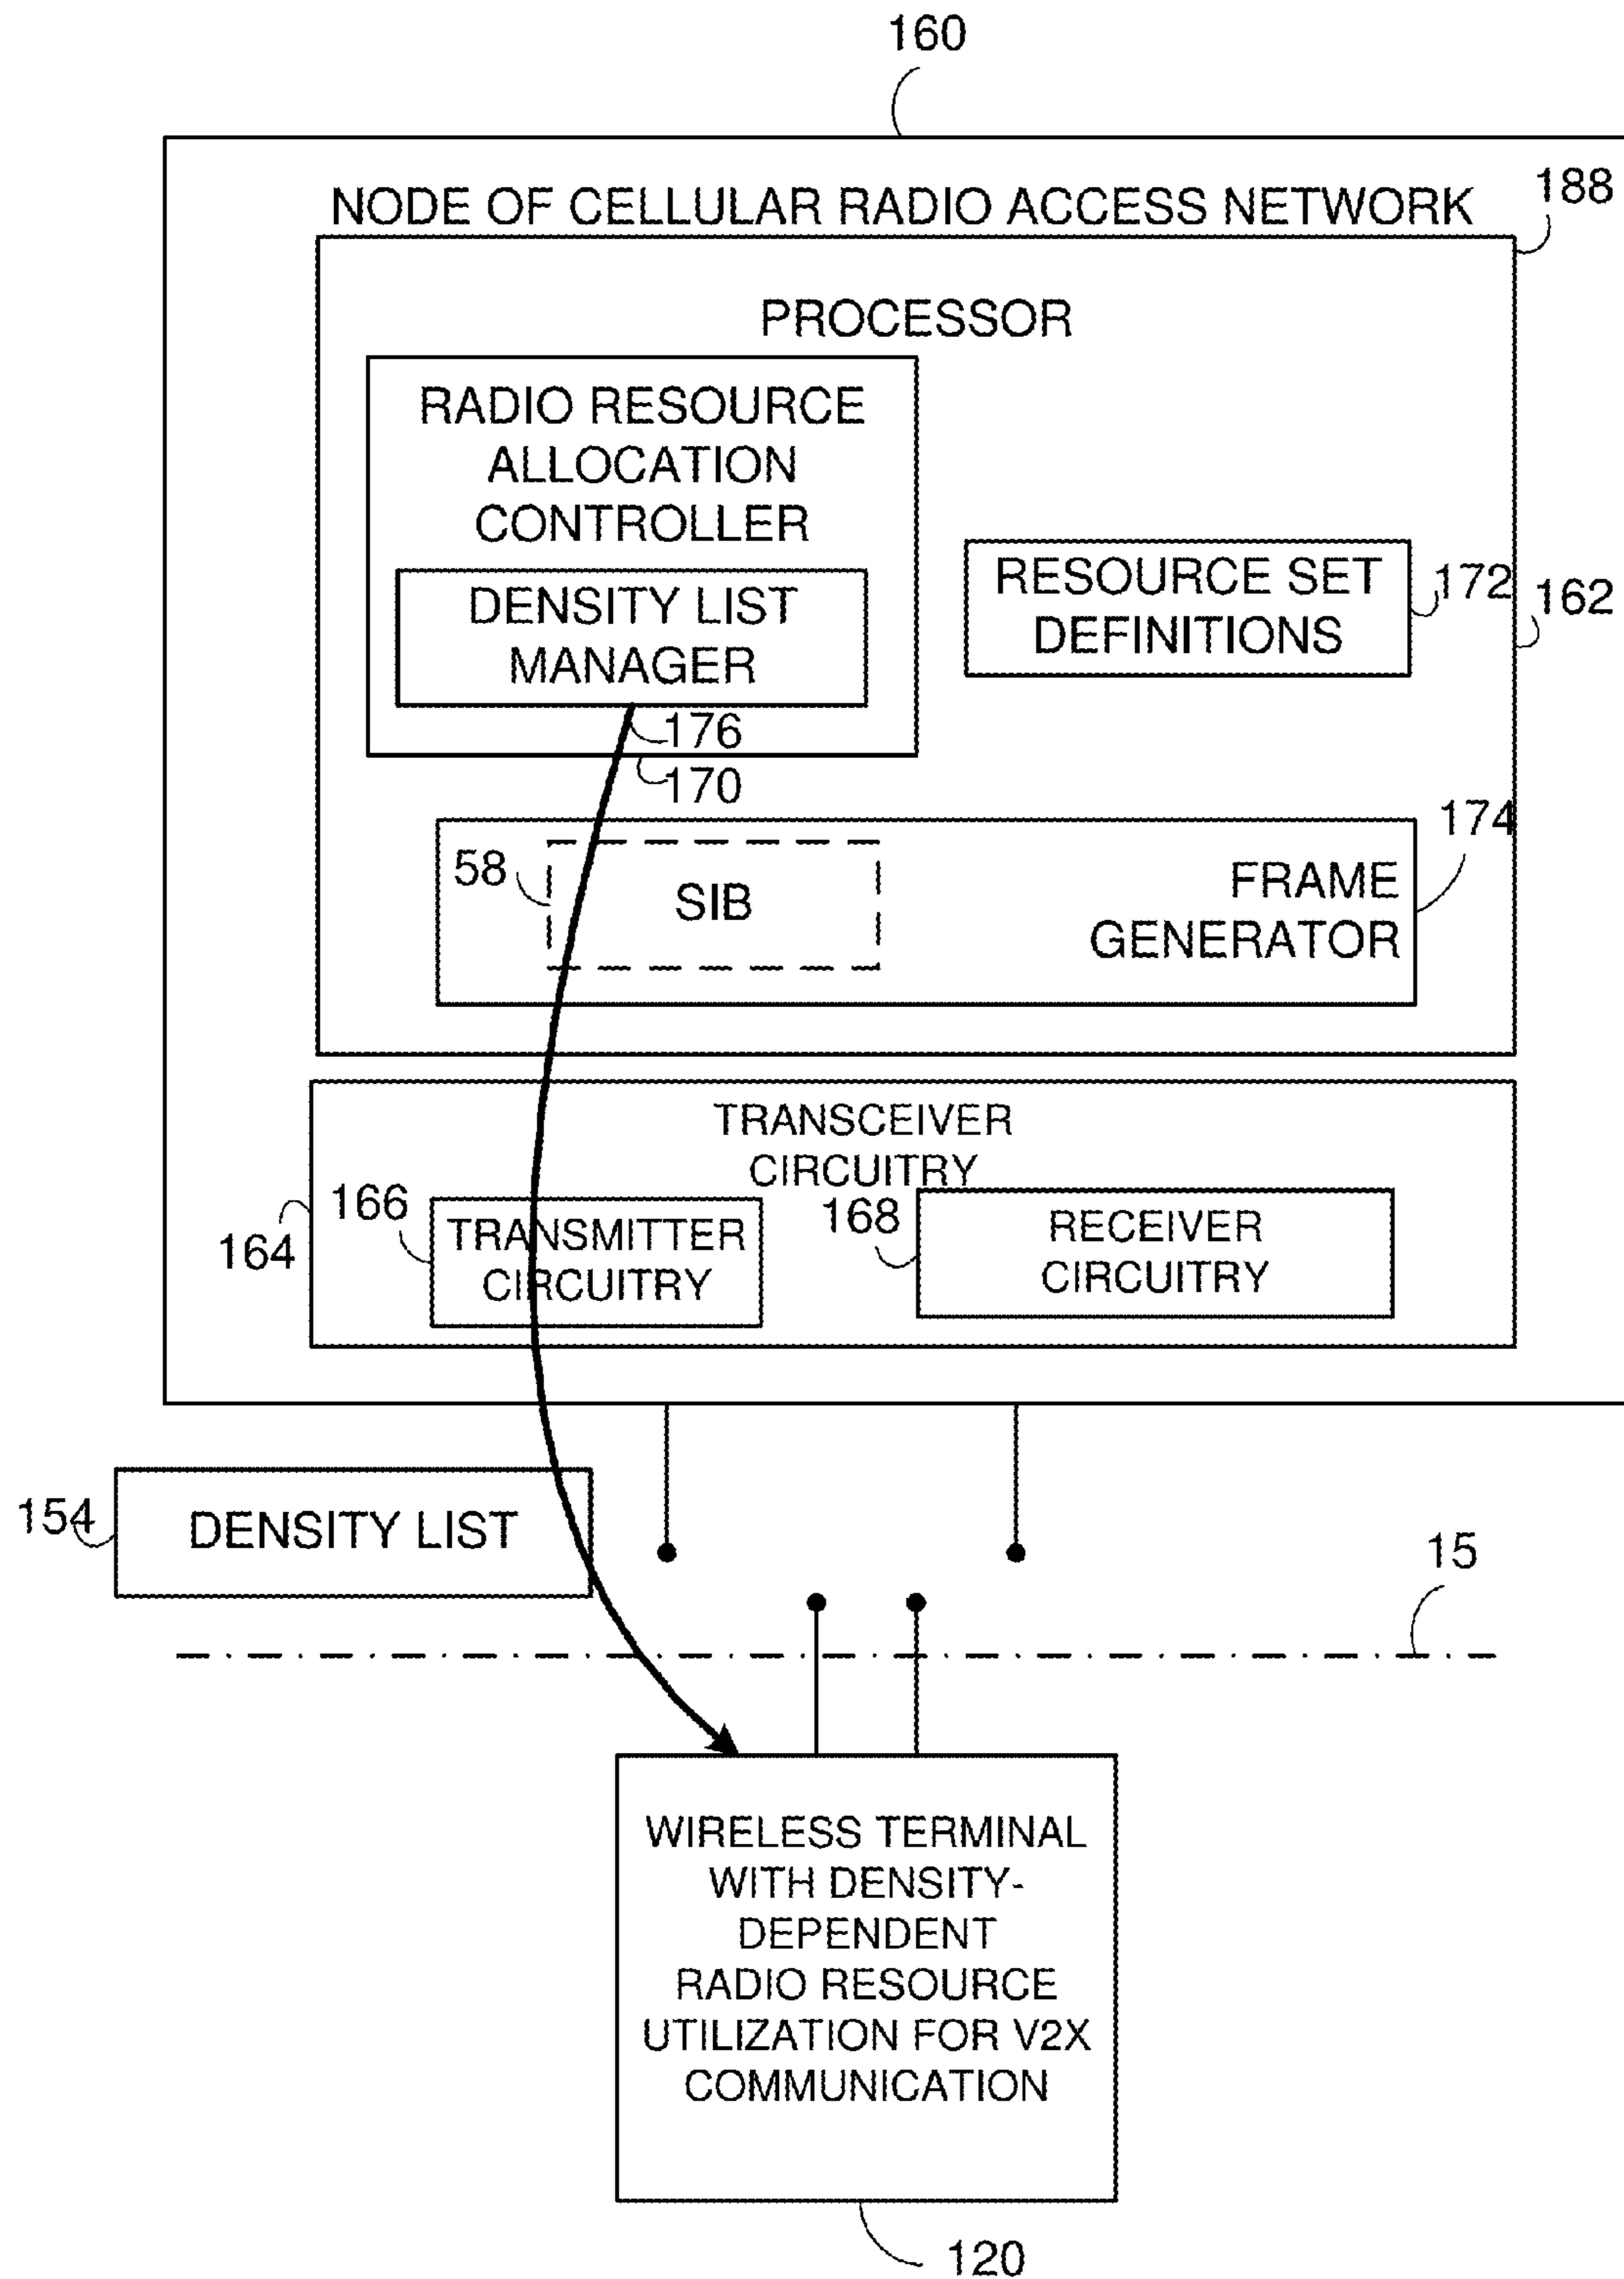 160
NODE OF CELLULAR RADIO ACCESS NETWORK
188
PROCESSOR
RADIO RESOURCE
ALLOCATION
CONTROLLER
DENSITY LIST
MANAGER
176
170
RESOURCE SET
DEFINITIONS
172
162
174
58
SIB
FRAME
GENERATOR
TRANSCEIVER
CIRCUITRY
164
166
TRANSMITTER
CIRCUITRY
168
RECEIVER
CIRCUITRY
154
DENSITY LIST
15
WIRELESS TERMINAL
WITH DENSITY-
DEPENDENT
RADIO RESOURCE
UTILIZATION FOR V2X
COMMUNICATION
120